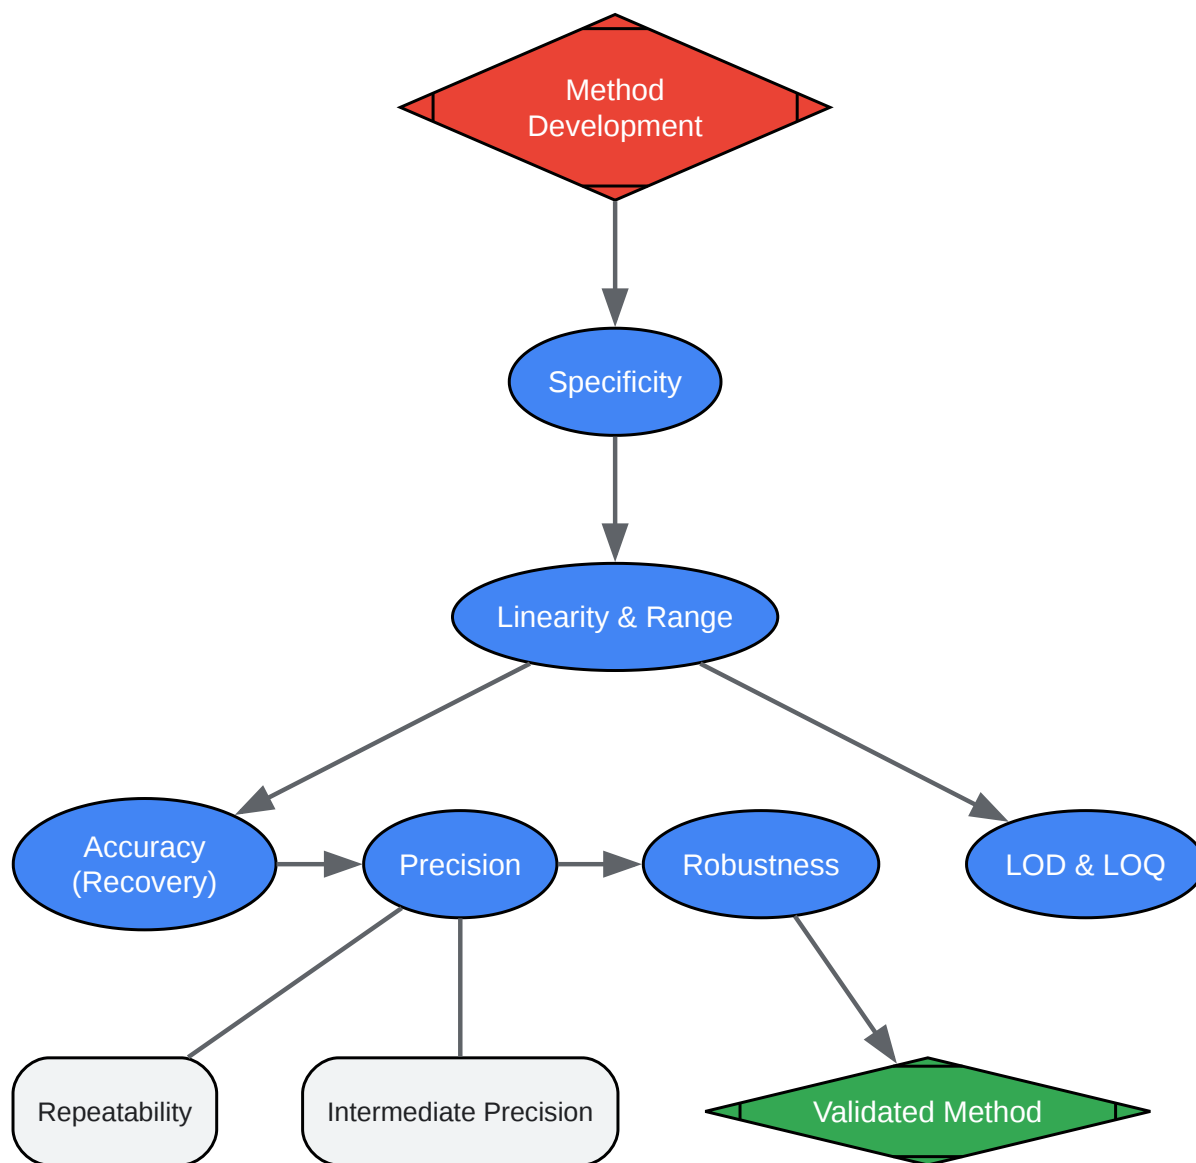 Method
Development
Specificity
Linearity & Range
Accuracy
(Recovery)
Precision
Robustness
LOD & LOQ
Repeatability
Intermediate Precision
Validated Method